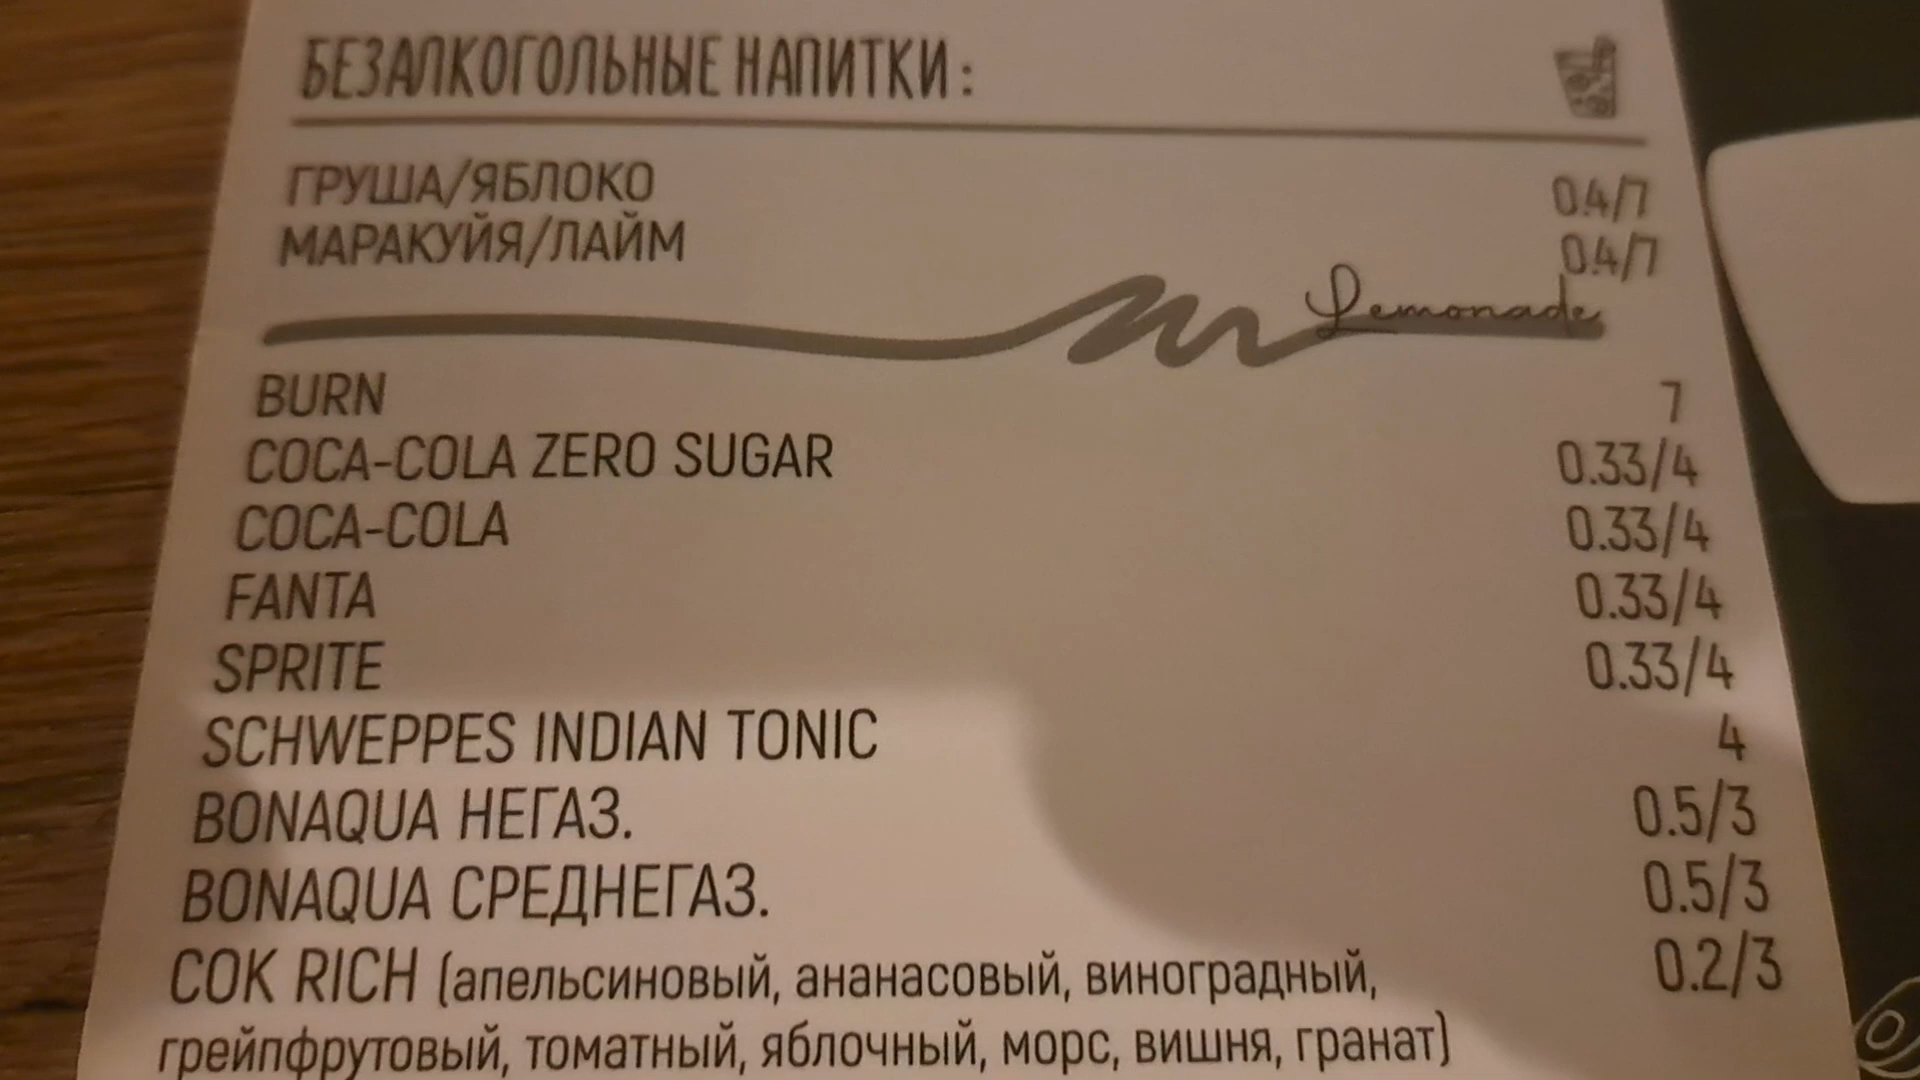 БЕЗАЛКОГОЛЬНЫЕ НАПИТКИ:
ГРУША/ЯБЛОКО 0.4/7
МАРАКУЙЯ/ЛАЙМ 0.4/7
Lemonade
BURN 7
COCA-COLA ZERO SUGAR 0.33/4
COCA-COLA 0.33/4
FANTA 0.33/4
SPRITE 0.33/4
SCHWEPPES INDIAN TONIC 4
BONAQUA НЕГАЗ. 0.5/3
BONAQUA СРЕДНЕГАЗ. 0.5/3
СОК RICH (апельсиновый, ананасовый, виноградный, 0.2/3
грейпфрутовый, томатный, яблочный, морс, вишня, гранат)